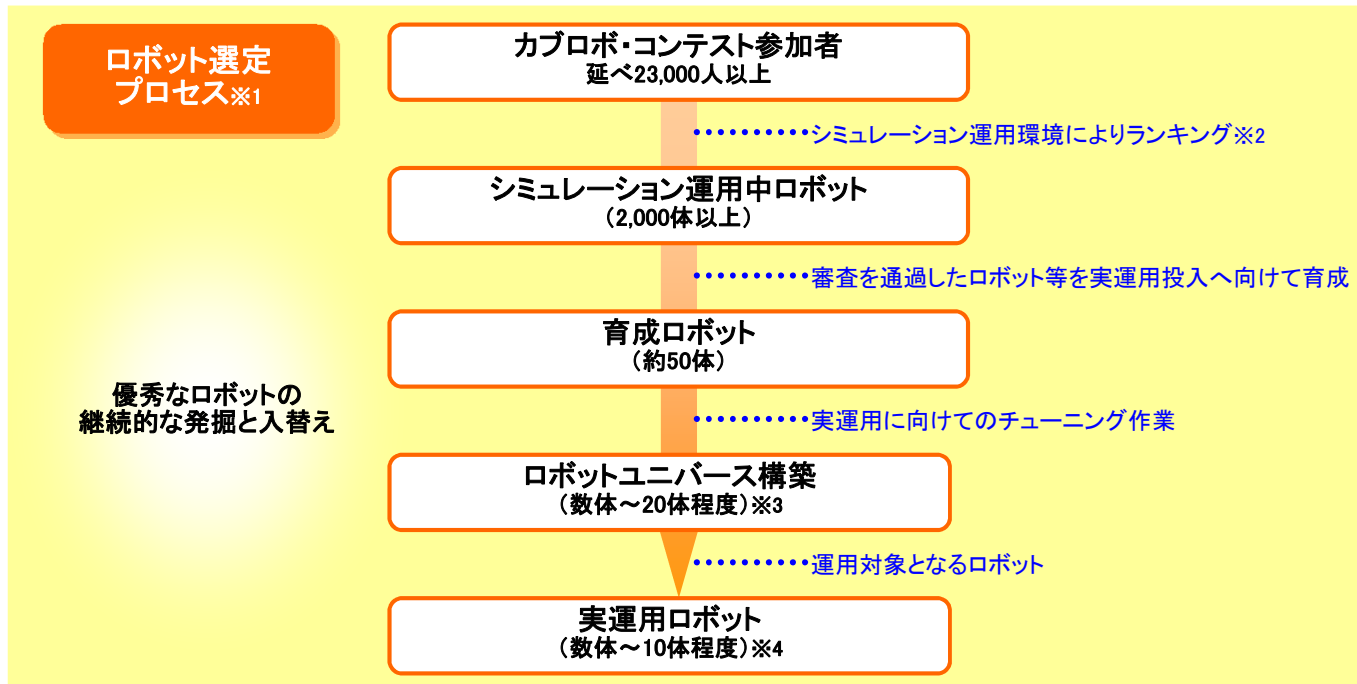 ロボット選定
プロセス※1
カブロボ・コンテスト参加者
延べ23,000人以上
••••••••••シミュレーション運用環境によりランキング※2
シミュレーション運用中ロボット
（2,000体以上）
••••••••••審査を通過したロボット等を実運用投入へ向けて育成
育成ロボット
（約50体）
優秀なロボットの
継続的な発掘と入替え
••••••••••実運用に向けてのチューニング作業
ロボットユニバース構築
（数体～20体程度）※3
••••••••••運用対象となるロボット
実運用ロボット
（数体～10体程度）※4